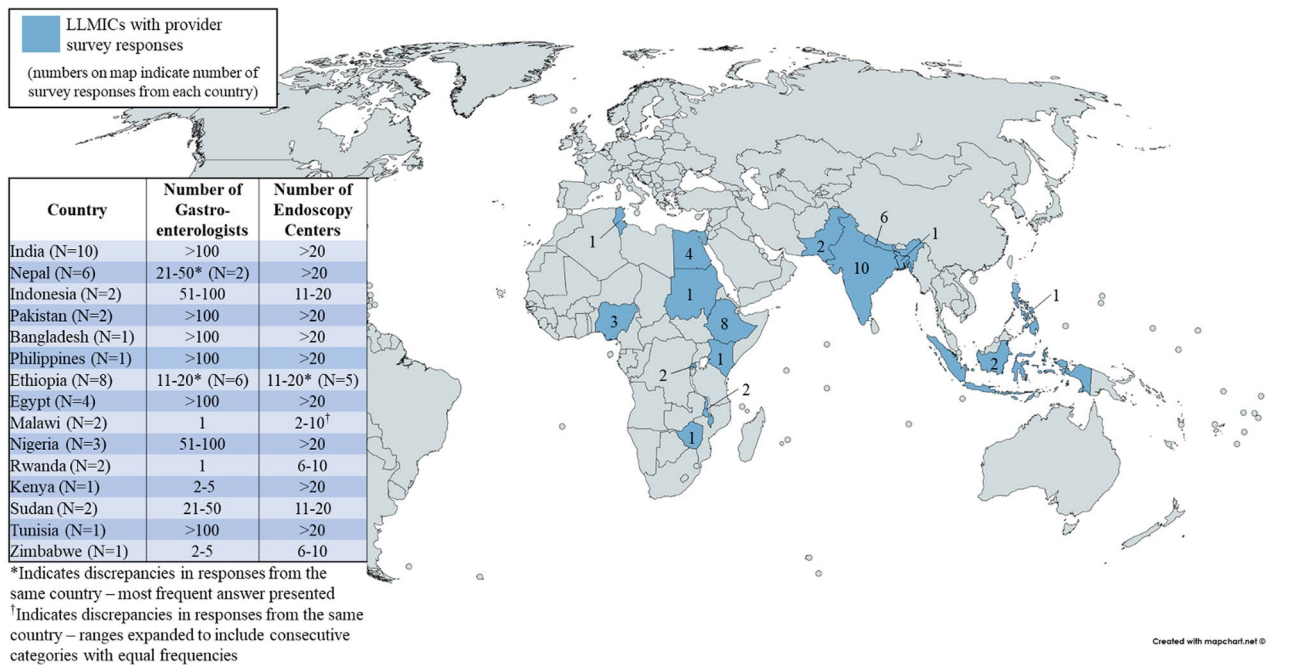 LLMICs with provider
survey responses
(numbers on map indicate number of
survey responses from each country)
Country
Number of
Gastro-
enterologists
Number of
Endoscopy
Centers
India (N=10) >100 >20
Nepal (N=6) 21-50* (N=2) >20
Indonesia (N=2) 51-100 11-20
Pakistan (N=2) >100 >20
Bangladesh (N=1) >100 >20
Philippines (N=1) >100 >20
Ethiopia (N=8) 11-20* (N=6) 11-20* (N=5)
Egypt (N=4) >100 >20
Malawi (N=2) 1 2-10†
Nigeria (N=3) 51-100 >20
Rwanda (N=2) 1 6-10
Kenya (N=1) 2-5 >20
Sudan (N=2) 21-50 11-20
Tunisia (N=1) >100 >20
Zimbabwe (N=1) 2-5 6-10
*Indicates discrepancies in responses from the
same country – most frequent answer presented
†Indicates discrepancies in responses from the same
country – ranges expanded to include consecutive
categories with equal frequencies
6
1
1
2
4
10
1
1
3
8
1
2
2
2
1
Created with mapchart.net ©